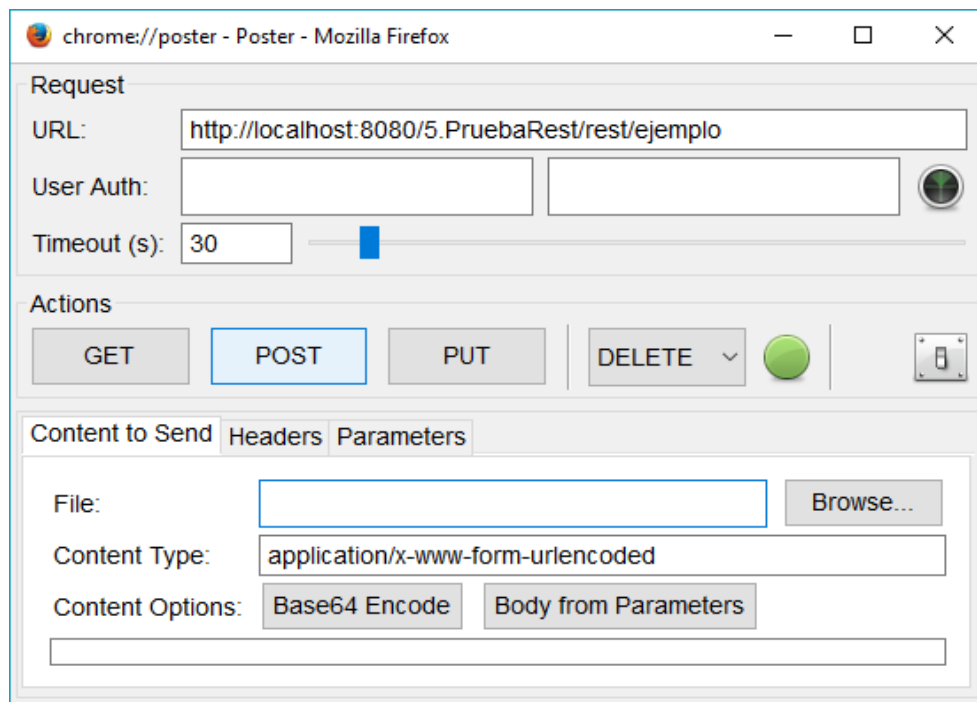 chrome://poster - Poster - Mozilla Firefox
Request
URL: http://localhost:8080/5.PruebaRest/rest/ejemplo
User Auth:
Timeout (s): 30
Actions
GET POST PUT DELETE
Content to Send Headers Parameters
File: Browse...
Content Type: application/x-www-form-urlencoded
Content Options: Base64 Encode Body from Parameters